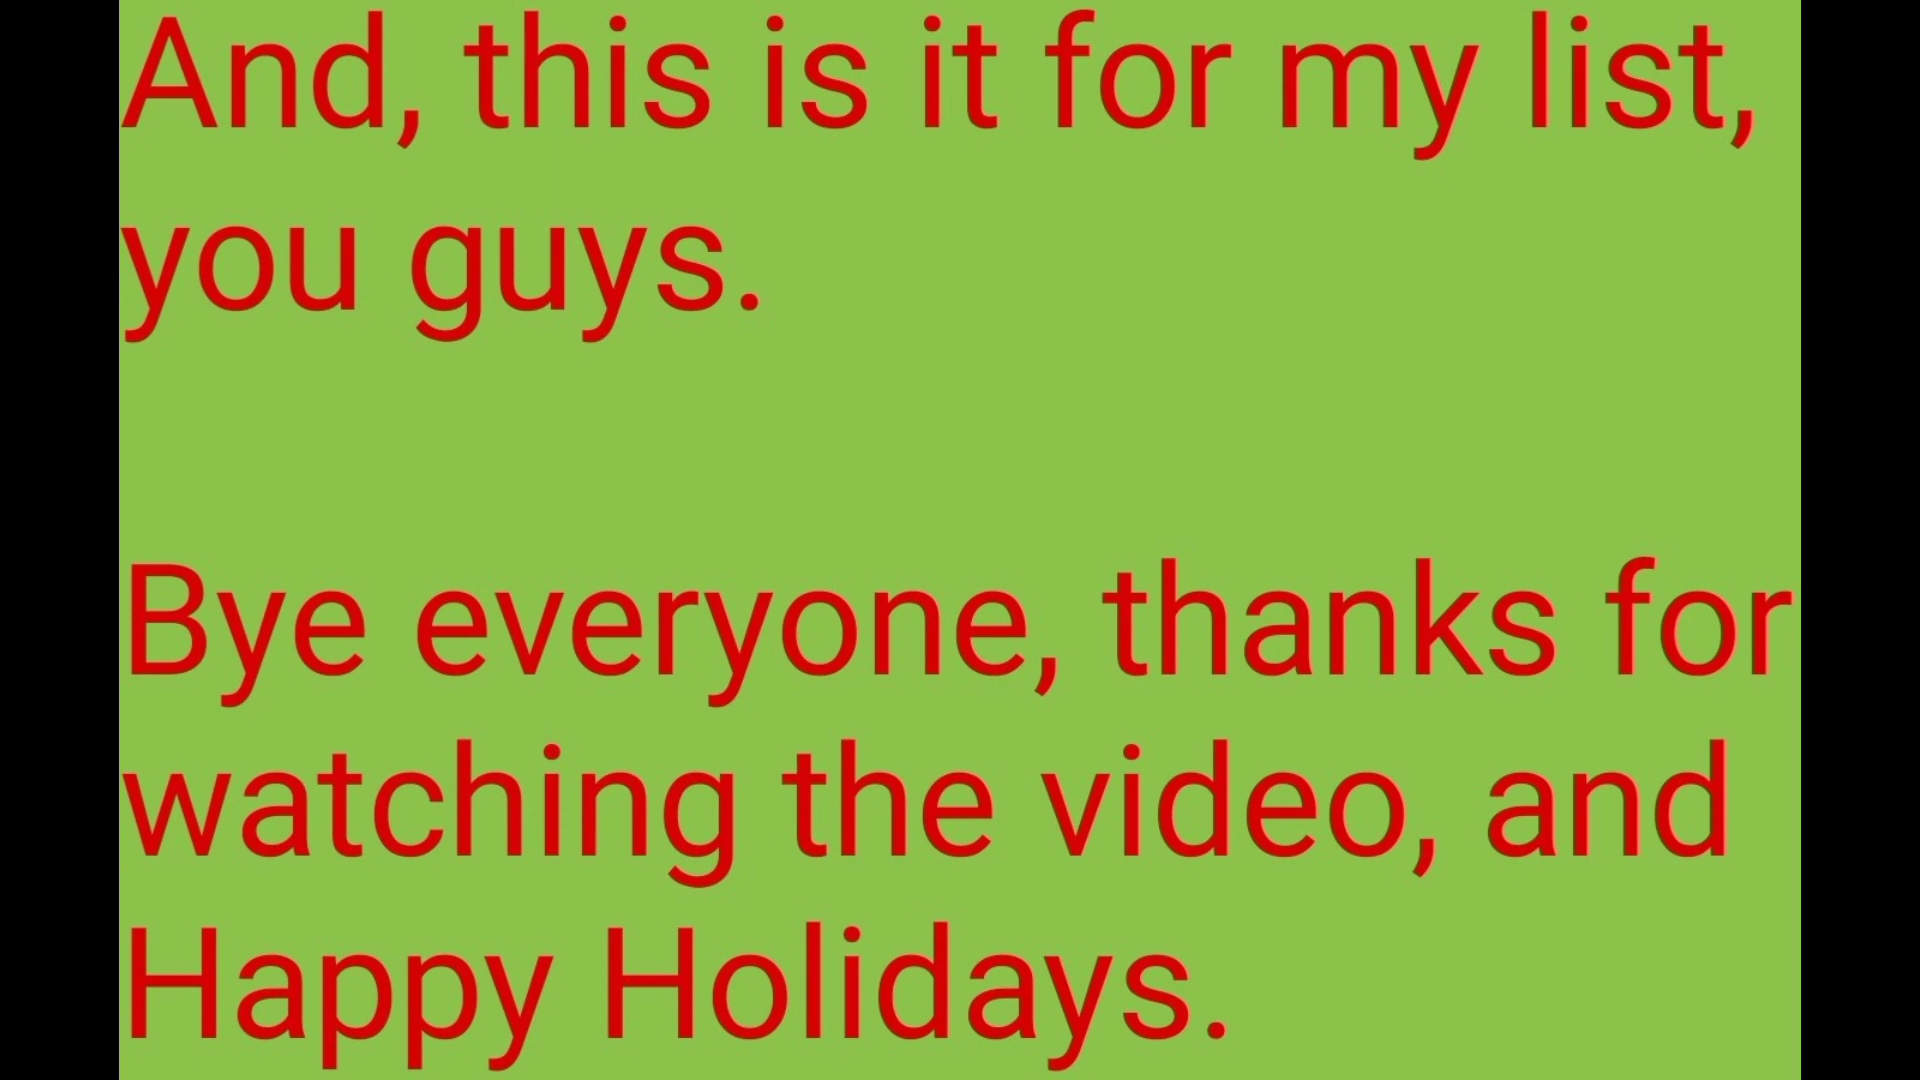 And, this is it for my list,
you guys.
Bye everyone, thanks for
watching the video, and
Happy Holidays.